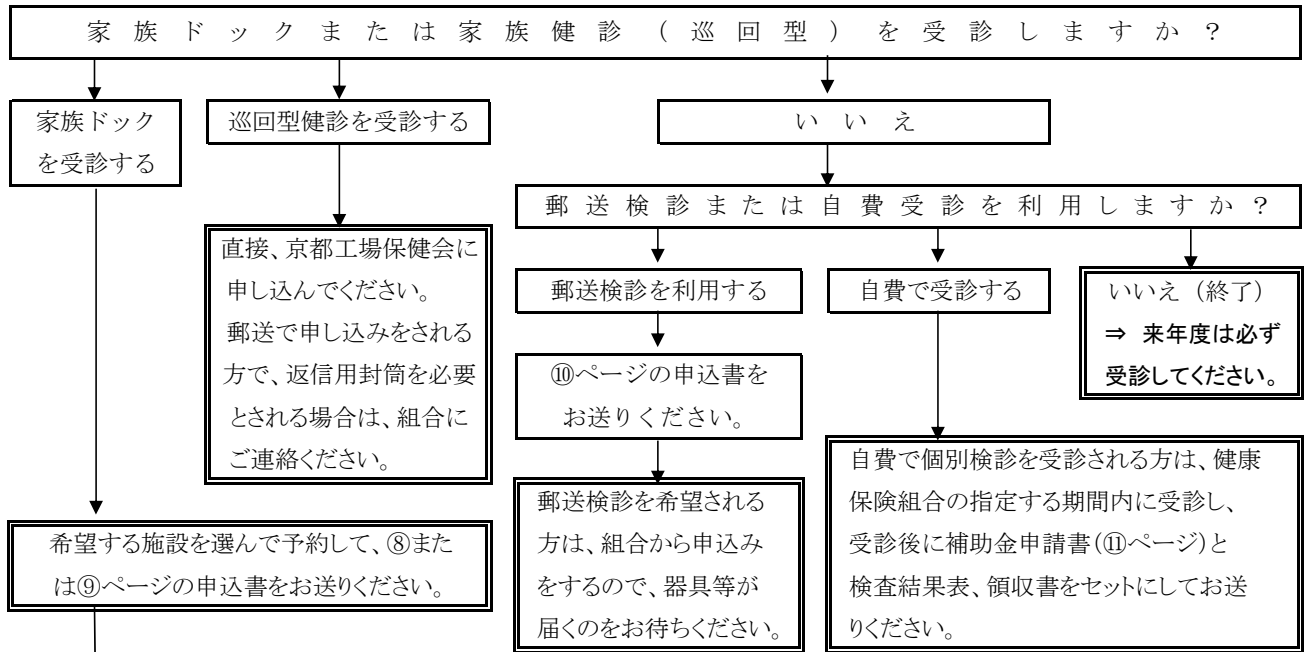 家族ドックまたは家族健診(巡回型)を受診しますか?
家族ドック
を受診する
巡回型健診を受診する
いいえ
郵送検診または自費受診を利用しますか?
直接、京都工場保健会に
申し込んでください。
郵送で申し込みをされる
方で、返信用封筒を必要
とされる場合は、組合に
ご連絡ください。
郵送検診を利用する
自費で受診する
いいえ(終了)
⇒ 来年度は必ず
受診してください。
⑩ページの申込書を
お送りください。
希望する施設を選んで予約して、⑧また
は⑨ページの申込書をお送りください。
郵送検診を希望される
方は、組合から申込み
をするので、器具等が
届くのをお待ちください。
自費で個別検診を受診される方は、健康
保険組合の指定する期間内に受診し、
受診後に補助金申請書(⑪ページ)と
検査結果表、領収書をセットにしてお送
りください。